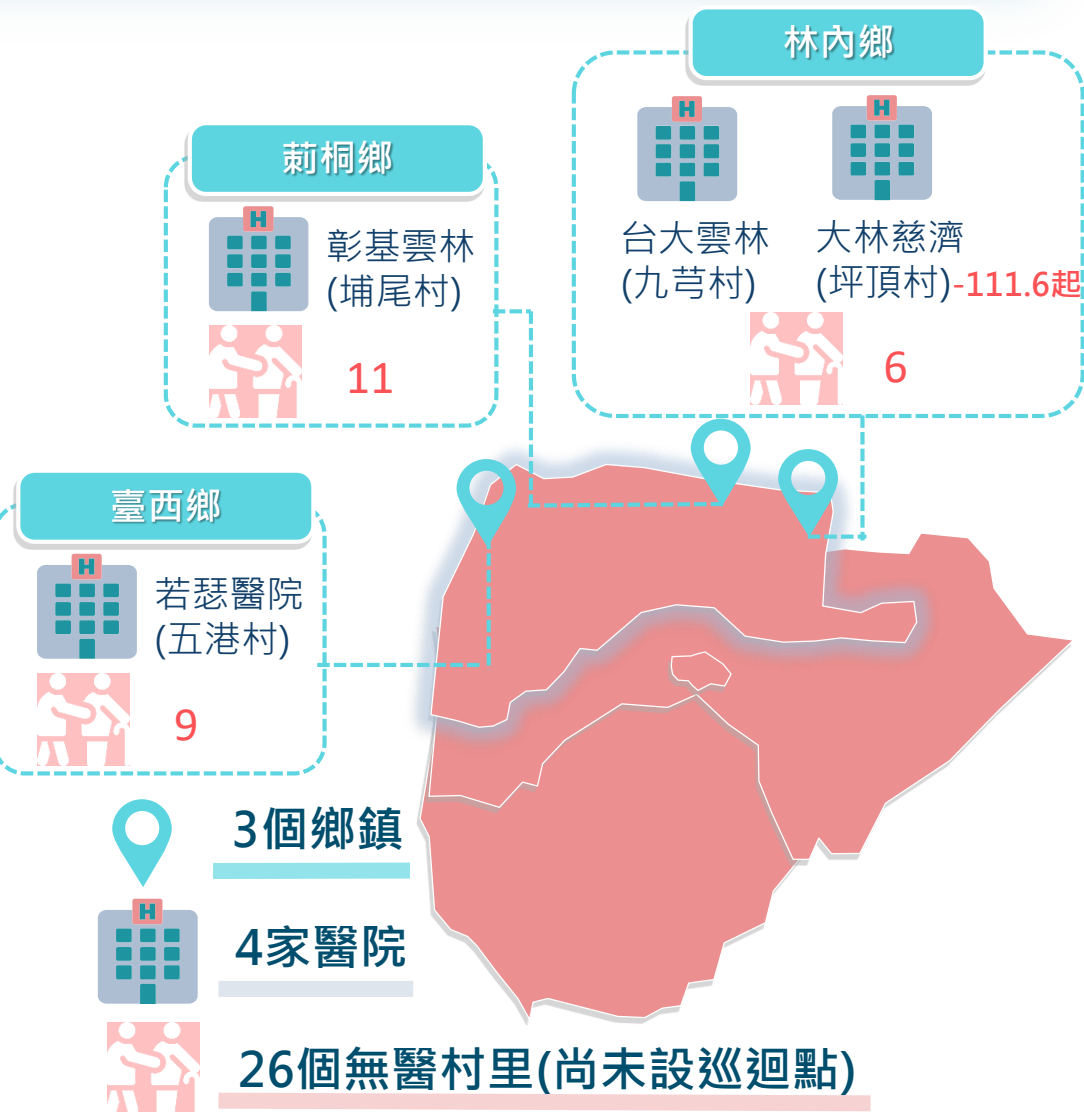 林內鄉
H
H
台大雲林
(九芎村)
大林慈濟
(坪頂村)-111.6起
6
莿桐鄉
H
彰基雲林
(埔尾村)
11
臺西鄉
H
若瑟醫院
(五港村)
9
3個鄉鎮
H
4家醫院
26個無醫村里(尚未設巡迴點)